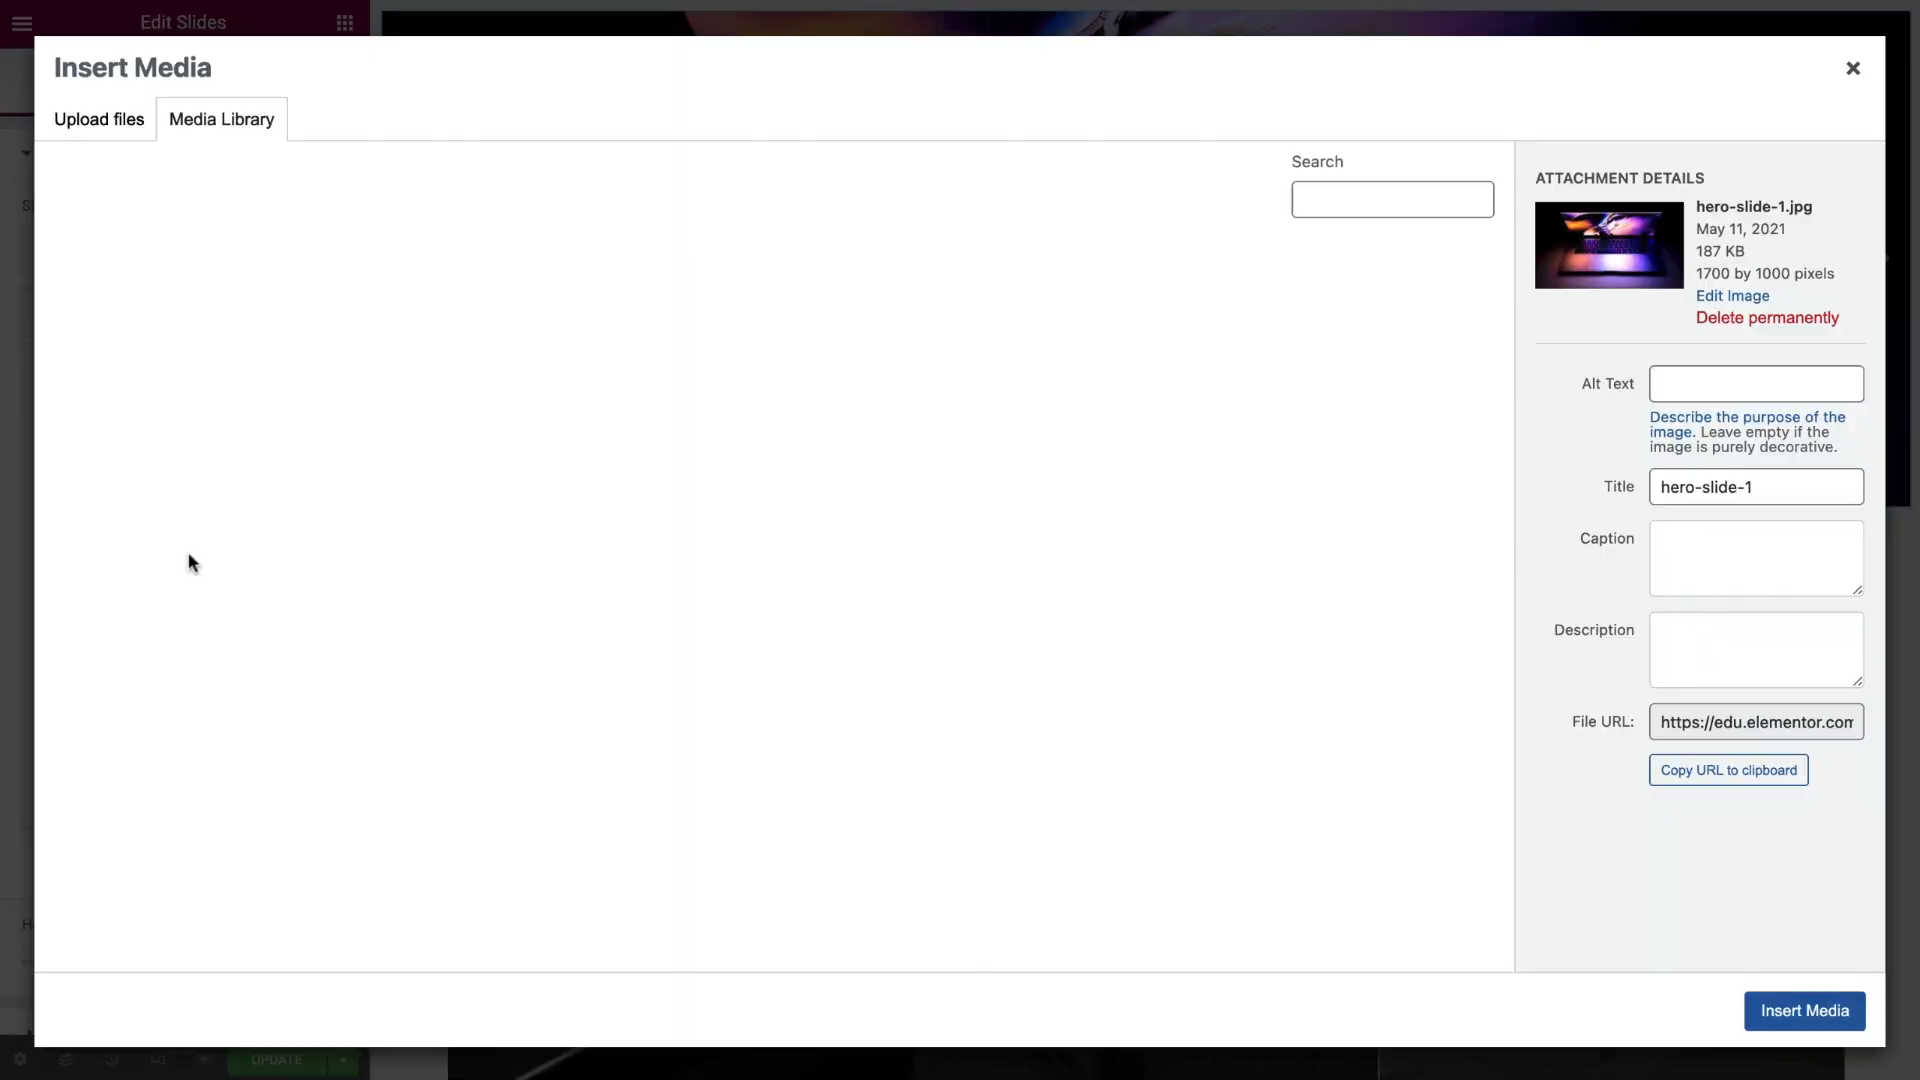 Edit Slides
Insert Media
Upload files
Media Library
Search
ATTACHMENT DETAILS
hero-slide-1.jpg
May 11, 2021
187 KB
1700 by 1000 pixels
Edit Image
Delete permanently
Alt Text
Describe the purpose of the
image. Leave empty if the
image is purely decorative.
Title
hero-slide-1
Caption
Description
File URL:
https://edu.elementor.com
Copy URL to clipboard
Insert Media
UPDATE